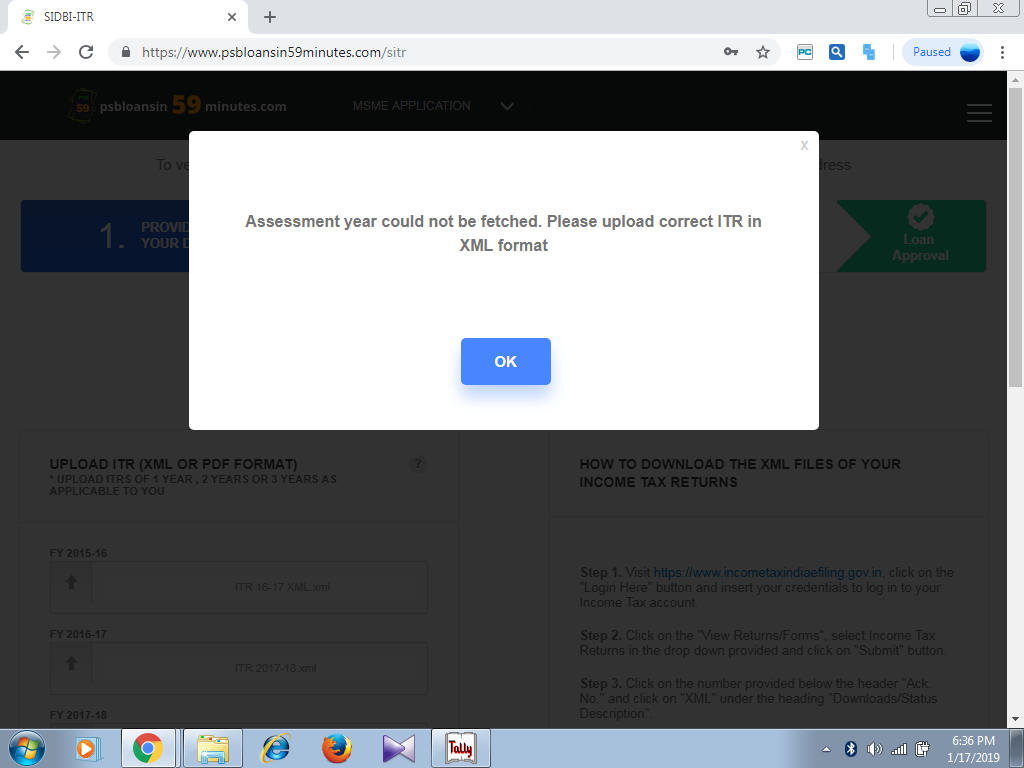 SIDBI-ITR
https://www.psbloansin59minutes.com/sitr
PC
Paused
59
psbloansin 59 minutes.com
MSME APPLICATION
To ve
dress
X
Assessment year could not be fetched. Please upload correct ITR in
XML format
OK
1.
PROVID
YOUR D
Loan
Approval
UPLOAD ITR (XML OR PDF FORMAT)
?
* UPLOAD ITRS OF 1 YEAR , 2 YEARS OR 3 YEARS AS
APPLICABLE TO YOU
FY 2015-16
ITR 16-17 XML.xml
FY 2016-17
ITR 2017-18.xml
FY 2017-18
HOW TO DOWNLOAD THE XML FILES OF YOUR
INCOME TAX RETURNS
Step 1. Visit https://www.incometaxindiaefiling.gov.in, click on the
"Login Here" button and insert your credentials to log in to your
Income Tax account.
Step 2. Click on the "View Returns/Forms", select Income Tax
Returns in the drop down provided and click on "Submit" button.
Step 3. Click on the number provided below the header "Ack.
No." and click on "XML" under the heading "Downloads/Status
Description".
Tally
6:36 PM
1/17/2019